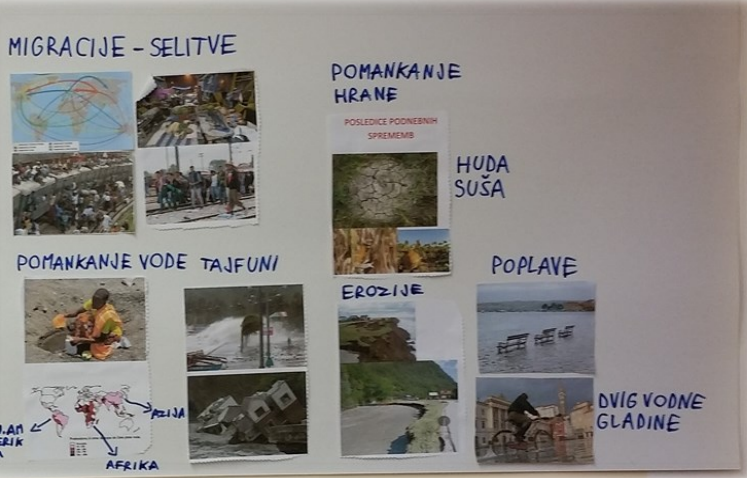 MIGRACIJE - SELITVE
POMANKANJE
HRANE
POSLEDICE PODNEBNIH
SPREMEMB
HUDA
SUŠA
POMANKANJE VODE
TAJFUNI
EROZIJE
POPLAVE
AZIJA
AFRIKA
DVIG VODNE
GLADINE